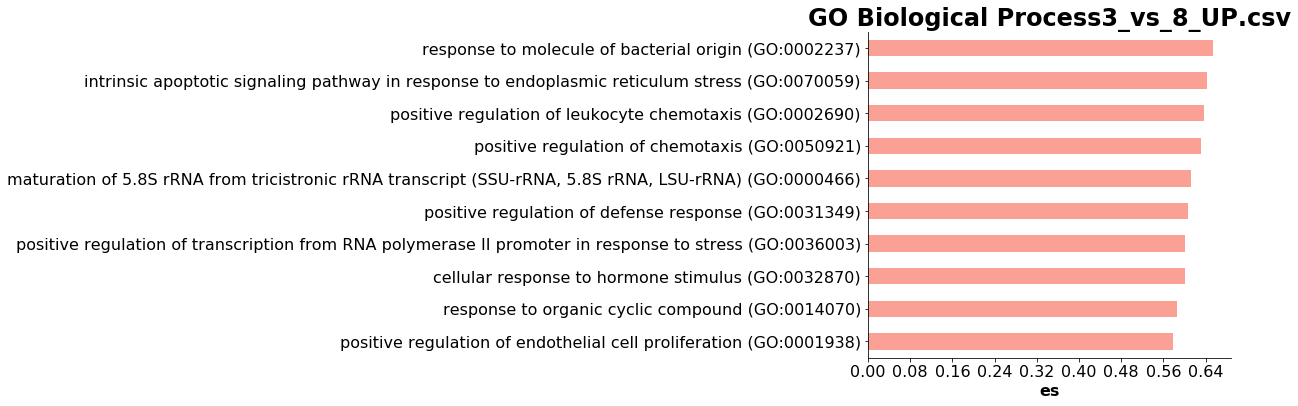 GO Biological Process3_vs_8_UP.csv
response to molecule of bacterial origin (GO:0002237)
intrinsic apoptotic signaling pathway in response to endoplasmic reticulum stress (GO:0070059)
positive regulation of leukocyte chemotaxis (GO:0002690)
positive regulation of chemotaxis (GO:0050921)
maturation of 5.8S rRNA from tricistronic rRNA transcript (SSU-rRNA, 5.8S rRNA, LSU-rRNA) (GO:0000466)
positive regulation of defense response (GO:0031349)
positive regulation of transcription from RNA polymerase II promoter in response to stress (GO:0036003)
cellular response to hormone stimulus (GO:0032870)
response to organic cyclic compound (GO:0014070)
positive regulation of endothelial cell proliferation (GO:0001938)
0.00 0.08 0.16 0.24 0.32 0.40 0.48 0.56 0.64
es